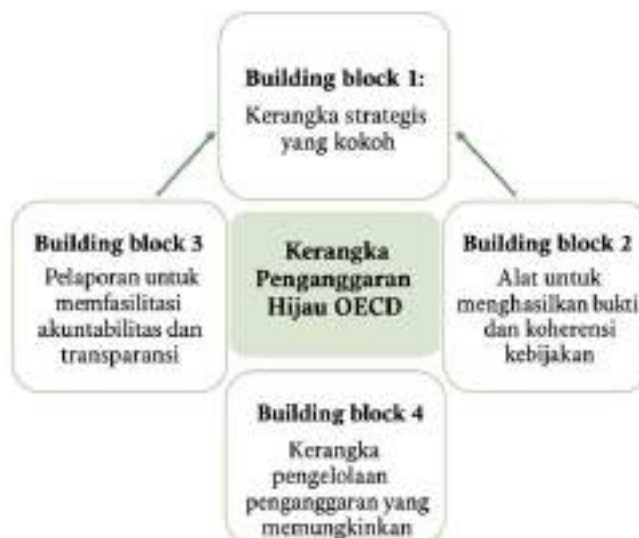 Building block 1:
Kerangka strategis
yang kokoh
Building block 3
Pelaporan untuk
memfasilitasi
akuntabilitas dan
transparansi
Kerangka
Penganggaran
Hijau OECD
Building block 2
Alat untuk
menghasilkan bukti
dan koherensi
kebijakan
Building block 4
Kerangka
pengelolaan
penganggaran yang
memungkinkan